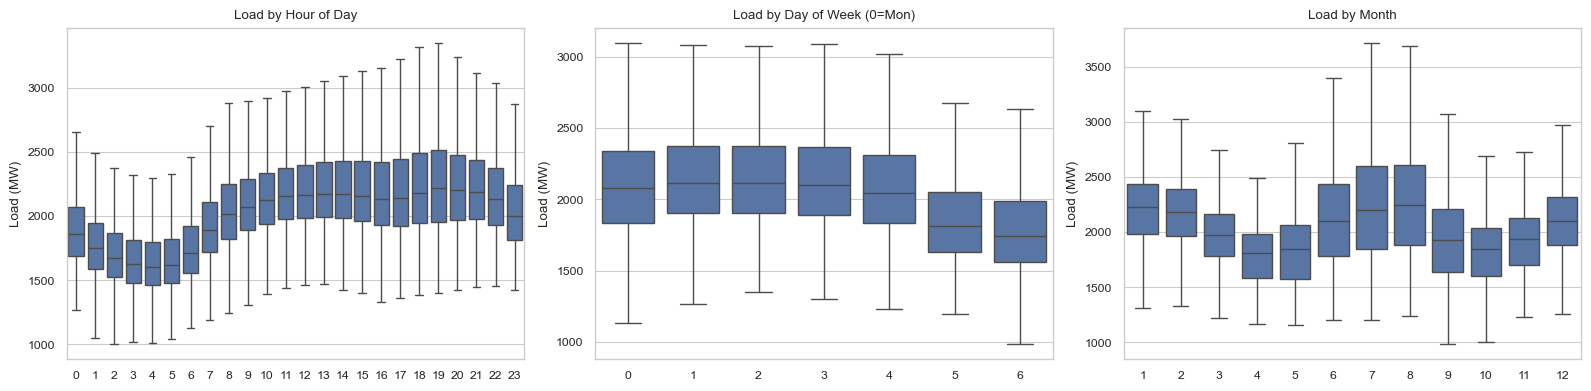 Load by Hour of Day
Load (MW)
3000
2500
2000
1500
1000
0 1 2 3 4 5 6 7 8 9 10 11 12 13 14 15 16 17 18 19 20 21 22 23
Load by Day of Week (0=Mon)
Load (MW)
3000
2500
2000
1500
1000
0 1 2 3 4 5 6
Load by Month
Load (MW)
3500
3000
2500
2000
1500
1000
1 2 3 4 5 6 7 8 9 10 11 12